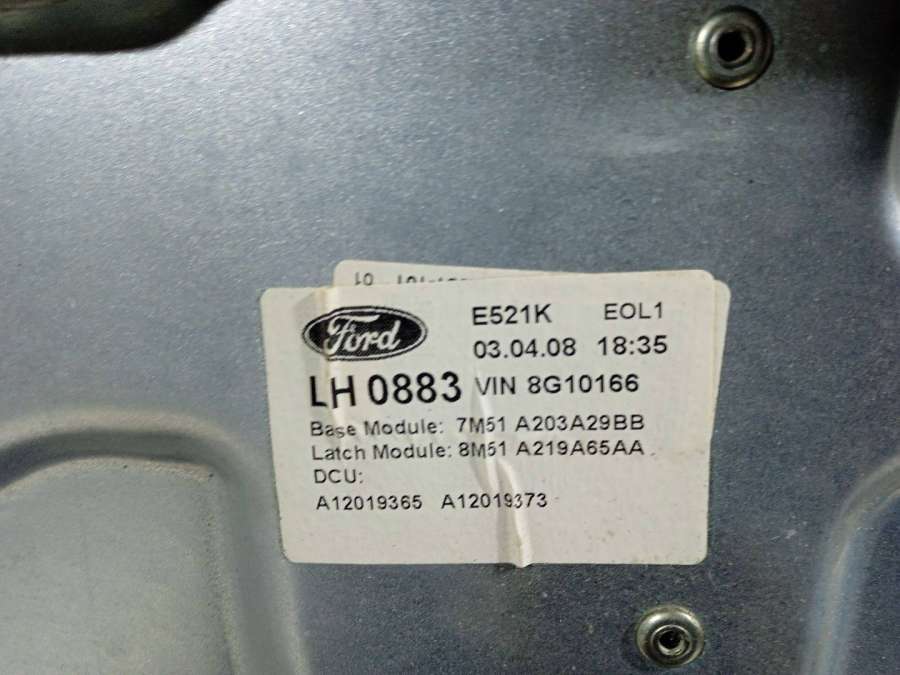 Ford
E521K EOL1
03.04.08 18:35
LH 0883 VIN 8G10166
Base Module: 7M51 A203A29BB
Latch Module: 8M51 A219A65AA
DCU:
A12019365 A12019373